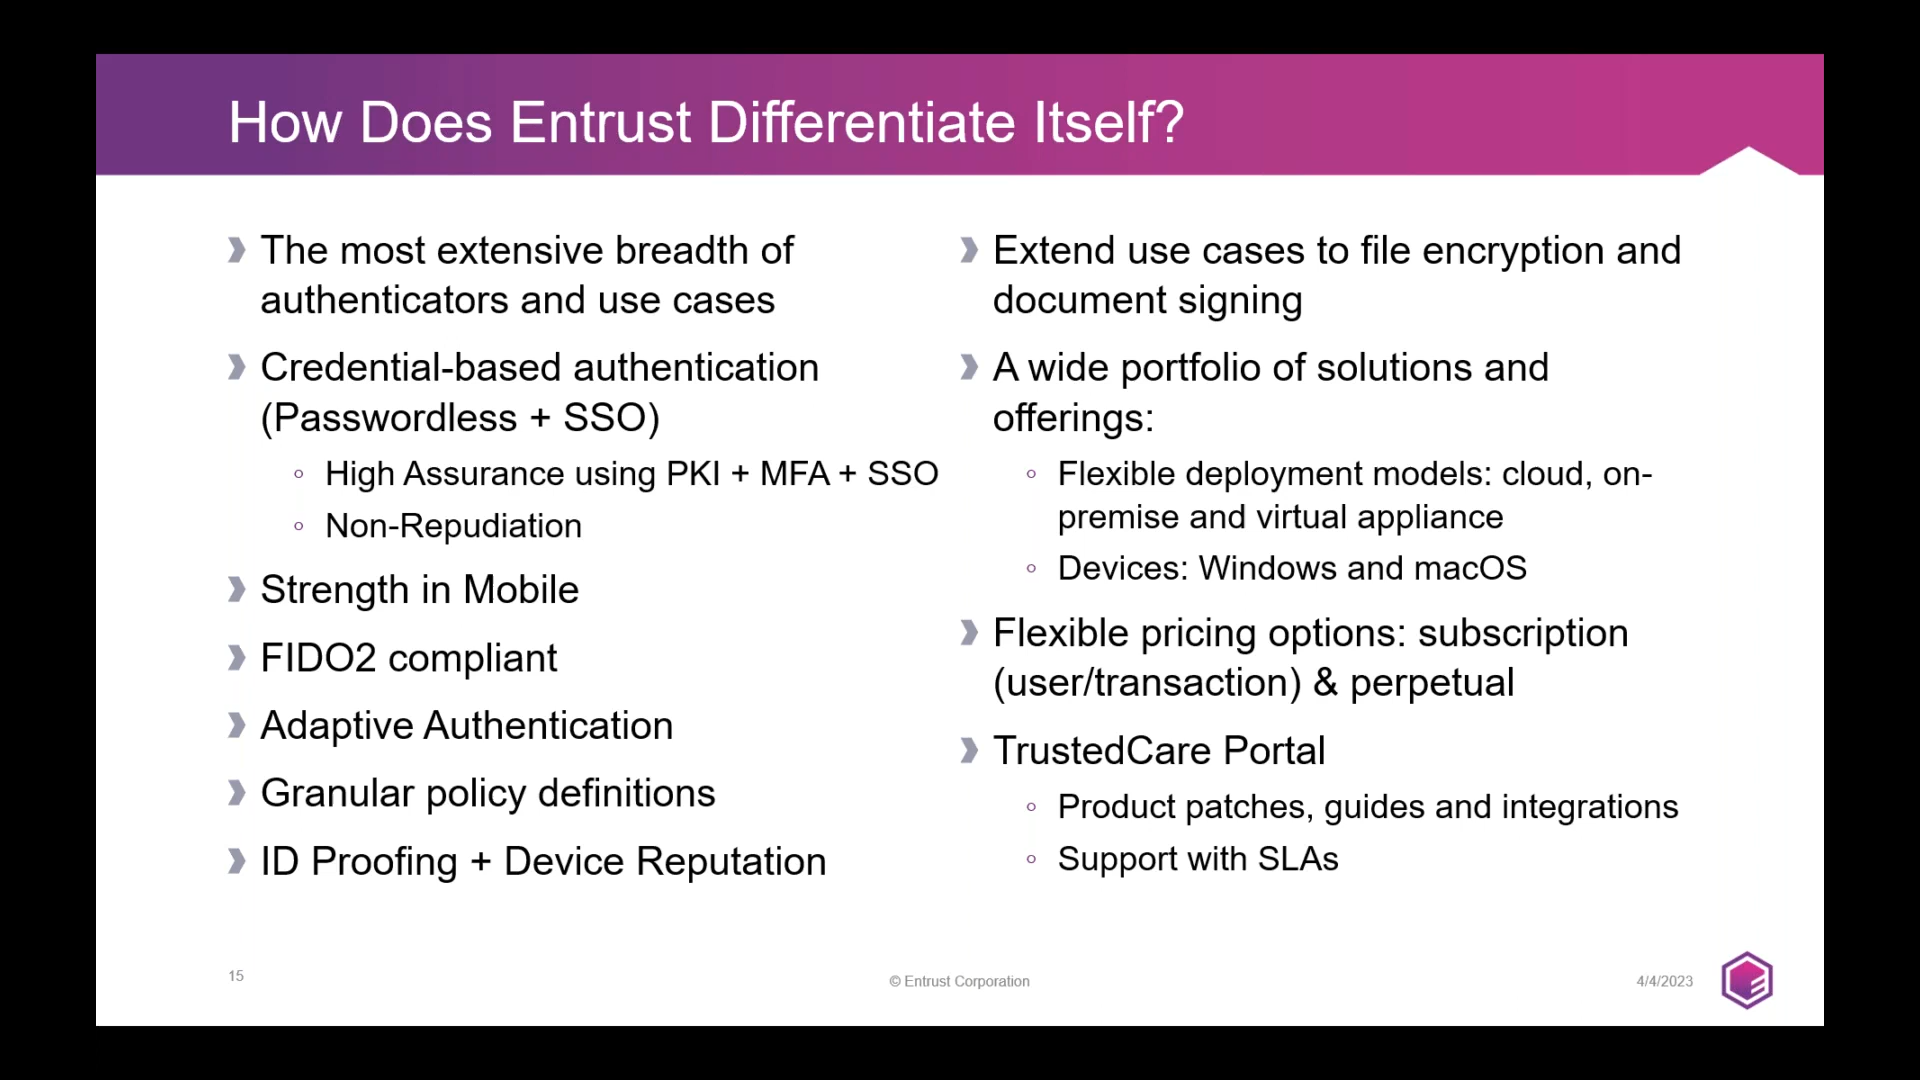 How Does Entrust Differentiate Itself?
The most extensive breadth of
authenticators and use cases
Credential-based authentication
(Passwordless + SSO)
High Assurance using PKI + MFA + SSO
Non-Repudiation
Strength in Mobile
FIDO2 compliant
Adaptive Authentication
Granular policy definitions
ID Proofing + Device Reputation
Extend use cases to file encryption and
document signing
A wide portfolio of solutions and
offerings:
Flexible deployment models: cloud, on-
premise and virtual appliance
Devices: Windows and macOS
Flexible pricing options: subscription
(user/transaction) & perpetual
TrustedCare Portal
Product patches, guides and integrations
Support with SLAs
15
© Entrust Corporation
4/4/2023